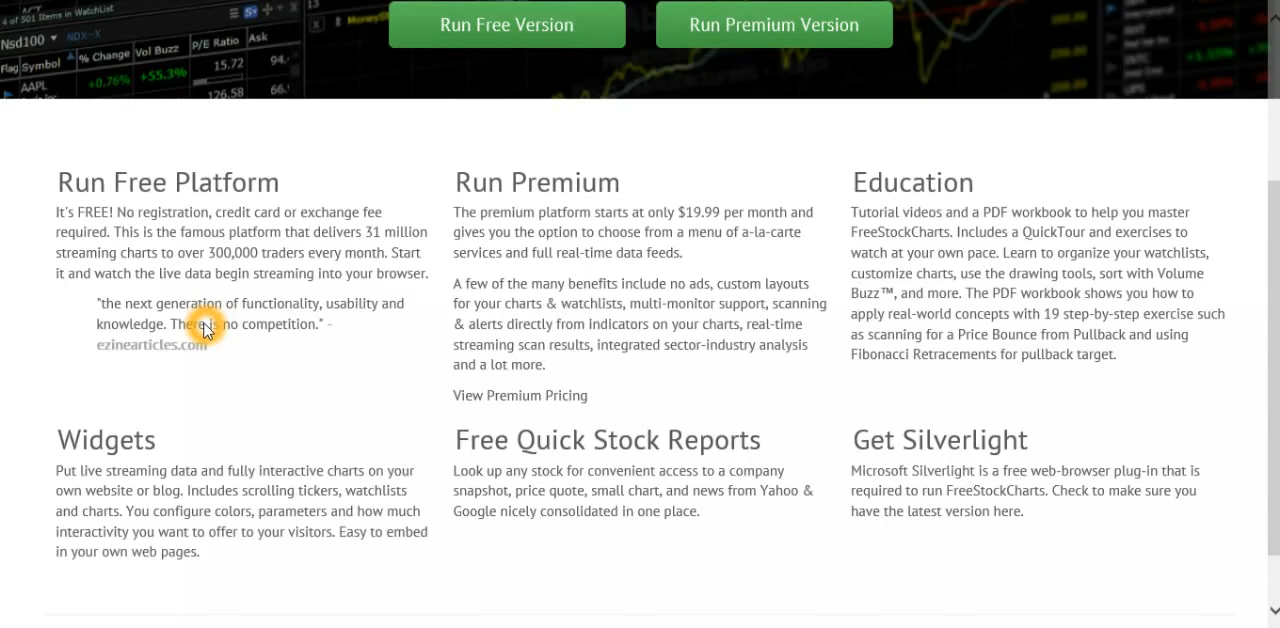 4 of 501 Items in WatchList
Nsd100 NDX--X
Flag Symbol % Change Vol Buzz P/E Ratio Ask
AAPL +0.76% +55.3% 15.72 94.
126.58 66.
13
Run Free Version
Run Premium Version
Run Free Platform
It's FREE! No registration, credit card or exchange fee
required. This is the famous platform that delivers 31 million
streaming charts to over 300,000 traders every month. Start
it and watch the live data begin streaming into your browser.
"the next generation of functionality, usability and
knowledge. There is no competition." -
ezinearticles.com
Run Premium
The premium platform starts at only $19.99 per month and
gives you the option to choose from a menu of a-la-carte
services and full real-time data feeds.
A few of the many benefits include no ads, custom layouts
for your charts & watchlists, multi-monitor support, scanning
& alerts directly from indicators on your charts, real-time
streaming scan results, integrated sector-industry analysis
and a lot more.
View Premium Pricing
Education
Tutorial videos and a PDF workbook to help you master
FreeStockCharts. Includes a QuickTour and exercises to
watch at your own pace. Learn to organize your watchlists,
customize charts, use the drawing tools, sort with Volume
Buzz™, and more. The PDF workbook shows you how to
apply real-world concepts with 19 step-by-step exercise such
as scanning for a Price Bounce from Pullback and using
Fibonacci Retracements for pullback target.
Widgets
Put live streaming data and fully interactive charts on your
own website or blog. Includes scrolling tickers, watchlists
and charts. You configure colors, parameters and how much
interactivity you want to offer to your visitors. Easy to embed
in your own web pages.
Free Quick Stock Reports
Look up any stock for convenient access to a company
snapshot, price quote, small chart, and news from Yahoo &
Google nicely consolidated in one place.
Get Silverlight
Microsoft Silverlight is a free web-browser plug-in that is
required to run FreeStockCharts. Check to make sure you
have the latest version here.